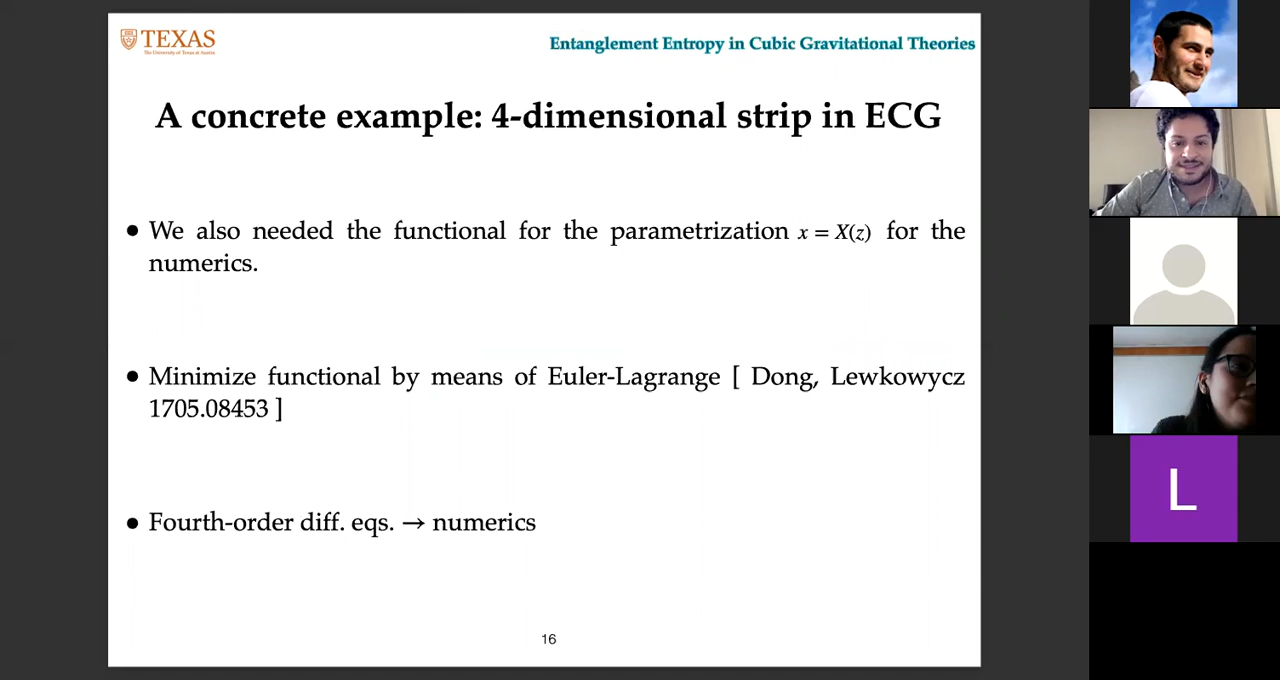 TEXAS
The University of Texas at Austin
Entanglement Entropy in Cubic Gravitational Theories
A concrete example: 4-dimensional strip in ECG
● We also needed the functional for the parametrization x = X(z) for the
numerics.
● Minimize functional by means of Euler-Lagrange [ Dong, Lewkowycz
1705.08453 ]
● Fourth-order diff. eqs. → numerics
16
L